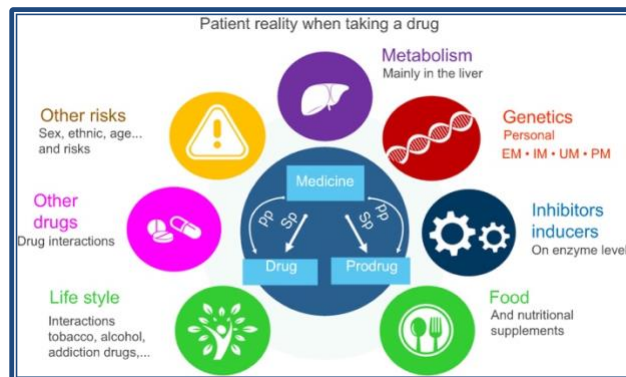 Patient reality when taking a drug
Metabolism
Mainly in the liver
Other risks
Sex, ethnic, age...
and risks
Genetics
Personal
EM • IM • UM • PM
Medicine
PP
Sp
Sp
pp
Drug
Prodrug
Other
drugs
Drug interactions
Inhibitors
inducers
On enzyme level
Life style
Interactions
tobacco, alcohol,
addiction drugs,...
Food
And nutritional
supplements